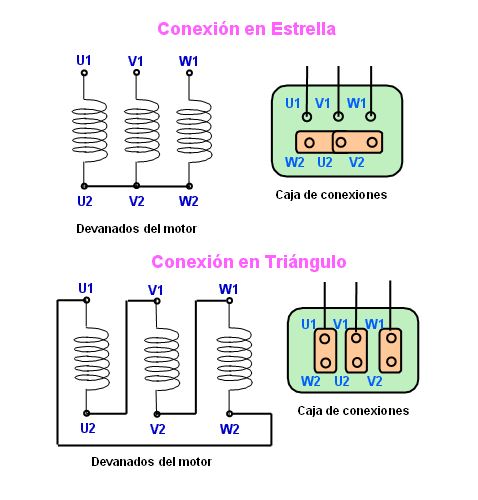 Conexión en Estrella
U1 V1 W1
U1 V1 W1
W2 U2 V2
U2 V2 W2
Caja de conexiones
Devanados del motor
Conexión en Triángulo
U1 V1 W1
U1 V1 W1
W2 U2 V2
U2 V2 W2
Caja de conexiones
Devanados del motor